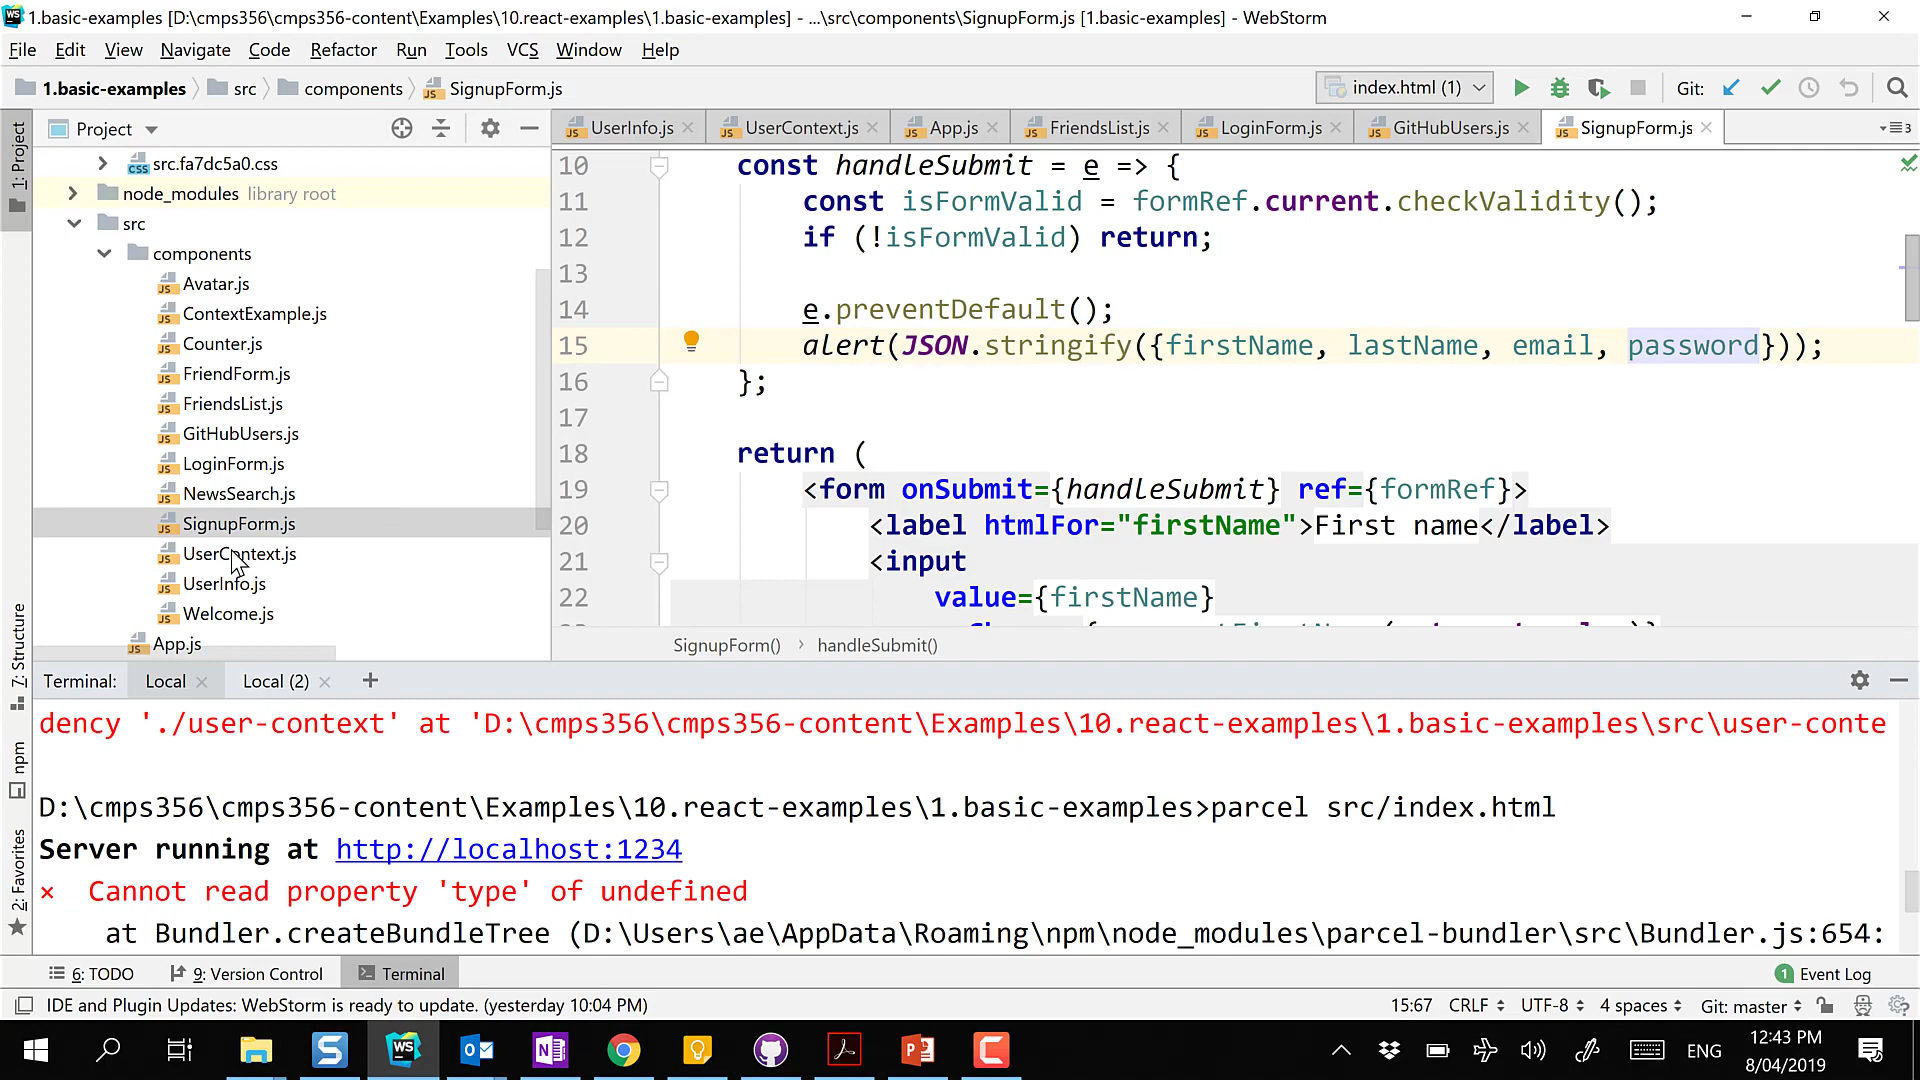 1.basic-examples [D:\cmps356\cmps356-content\Examples\10.react-examples\1.basic-examples] - ...\src\components\SignupForm.js [1.basic-examples] - WebStorm
File Edit View Navigate Code Refactor Run Tools VCS Window Help
1.basic-examples src components SignupForm.js index.html (1) Git:
Project
UserInfo.js UserContext.js App.js FriendsList.js LoginForm.js GitHubUsers.js SignupForm.js 3
1: Project
src.fa7dc5a0.css
node_modules library root
src
components
Avatar.js
ContextExample.js
Counter.js
FriendForm.js
FriendsList.js
GitHubUsers.js
LoginForm.js
NewsSearch.js
SignupForm.js
UserContext.js
UserInfo.js
Welcome.js
App.js
10 const handleSubmit = e => {
11 const isFormValid = formRef.current.checkValidity();
12 if (!isFormValid) return;
13
14 e.preventDefault();
15 alert(JSON.stringify({firstName, lastName, email, password}));
16 };
17
18 return (
19 <form onSubmit={handleSubmit} ref={formRef}>
20 <label htmlFor="firstName">First name</label>
21 <input
22 value={firstName}
SignupForm() › handleSubmit()
7: Structure
npm
2: Favorites
Terminal: Local Local (2) +
dency './user-context' at 'D:\cmps356\cmps356-content\Examples\10.react-examples\1.basic-examples\src\user-conte
D:\cmps356\cmps356-content\Examples\10.react-examples\1.basic-examples>parcel src/index.html
Server running at http://localhost:1234
× Cannot read property 'type' of undefined
at Bundler.createBundleTree (D:\Users\ae\AppData\Roaming\npm\node_modules\parcel-bundler\src\Bundler.js:654:
6: TODO 9: Version Control Terminal 1 Event Log
IDE and Plugin Updates: WebStorm is ready to update. (yesterday 10:04 PM) 15:67 CRLF UTF-8 4 spaces Git: master
ENG 12:43 PM
8/04/2019